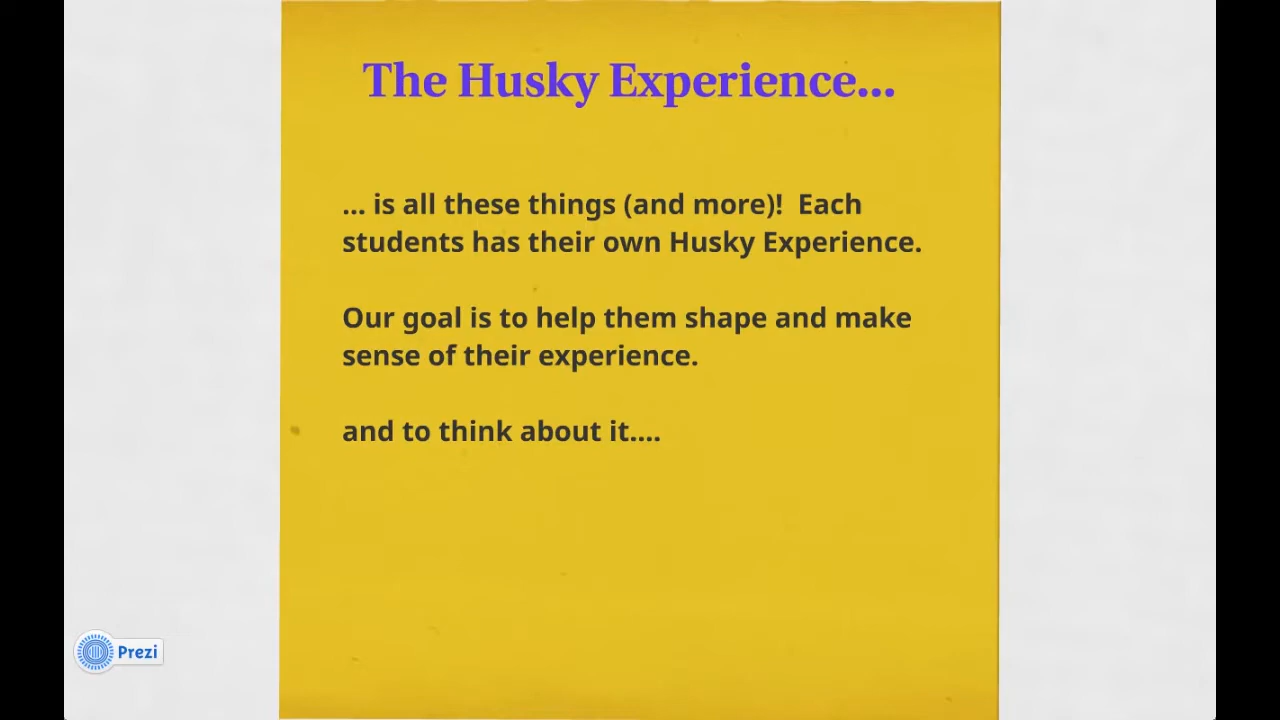 The Husky Experience...
... is all these things (and more)!  Each
students has their own Husky Experience.
Our goal is to help them shape and make
sense of their experience.
and to think about it....
Prezi